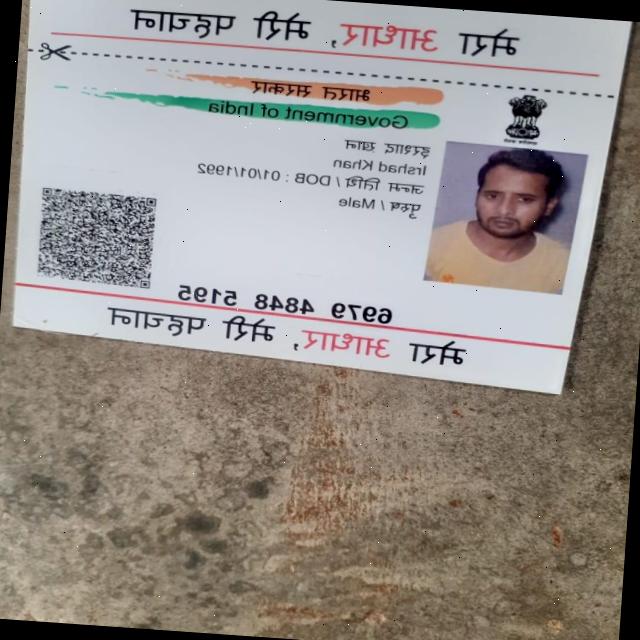 मेरा आधार, मेरी पहचान
भारत सरकार
Government of India
इरशाद खान
Irshad Khan
जन्म तिथि / DOB : 01/01/1992
पुरुष / Male
6979 4848 5195
मेरा आधार, मेरी पहचान